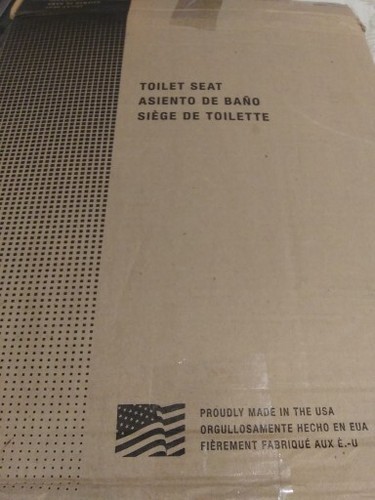 TOILET SEAT
ASIENTO DE BAÑO
SIÈGE DE TOILETTE
PROUDLY MADE IN THE USA
ORGULLOSAMENTE HECHO EN EUA
FIÈREMENT FABRIQUÉ AUX É.-U